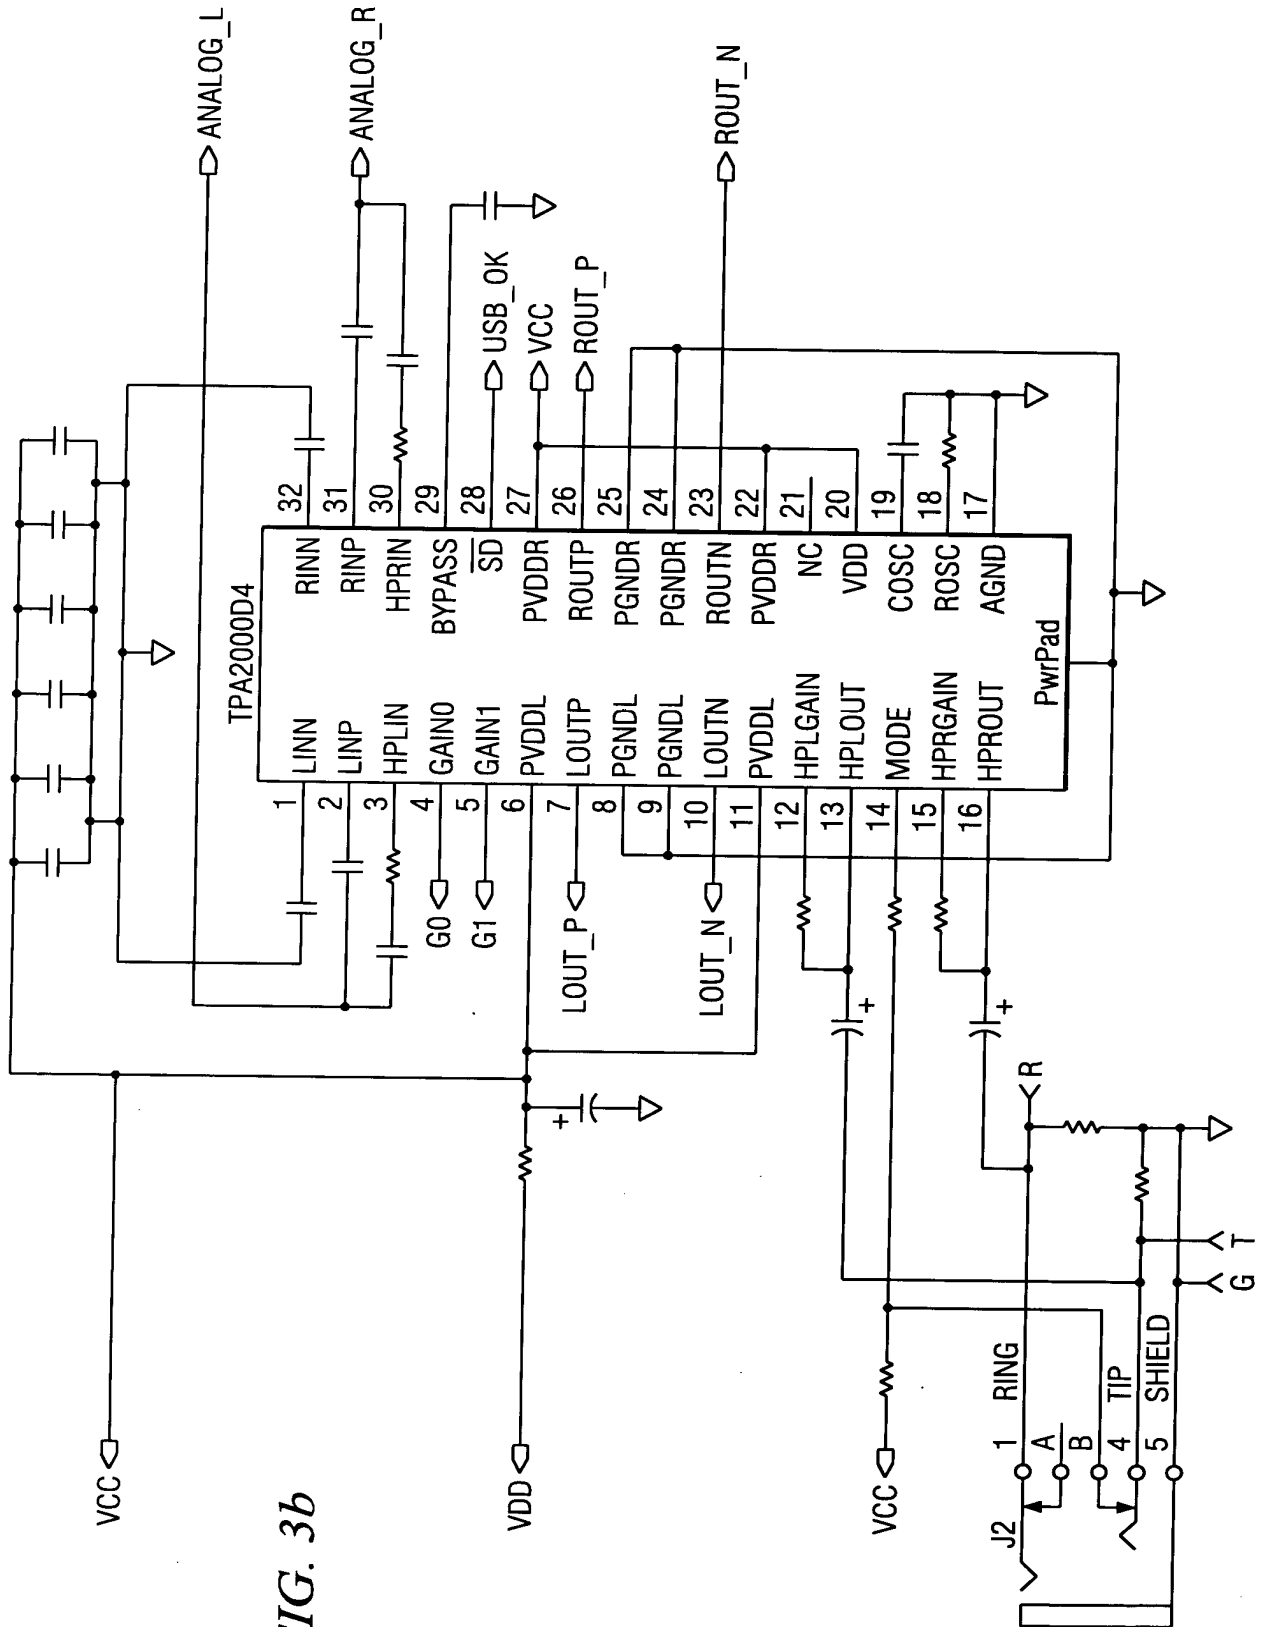 ANALOG_L
ANALOG_R
TPA2000D4
1 LINN
2 LINP
3 HPLIN
4 GAIN0
5 GAIN1
6 PVDDL
7 LOUTP
8 PGNDL
9 PGNDL
10 LOUTN
11 PVDDL
12 HPLGAIN
13 HPLOUT
14 MODE
15 HPRGAIN
16 HPROUT
RINN 32
RINP 31
HPRIN 30
BYPASS 29
SD 28
PVDDR 27
ROUTP 26
PGNDR 25
PGNDR 24
ROUTN 23
PVDDR 22
NC 21
VDD 20
COSC 19
ROSC 18
AGND 17
PwrPad
USB_OK
VCC
ROUT_P
ROUT_N
G0
G1
LOUT_P
LOUT_N
+
+
+
VCC
VDD
VCC
R
T
G
J2
1 RING
A
B
4 TIP
5 SHIELD
FIG. 3b